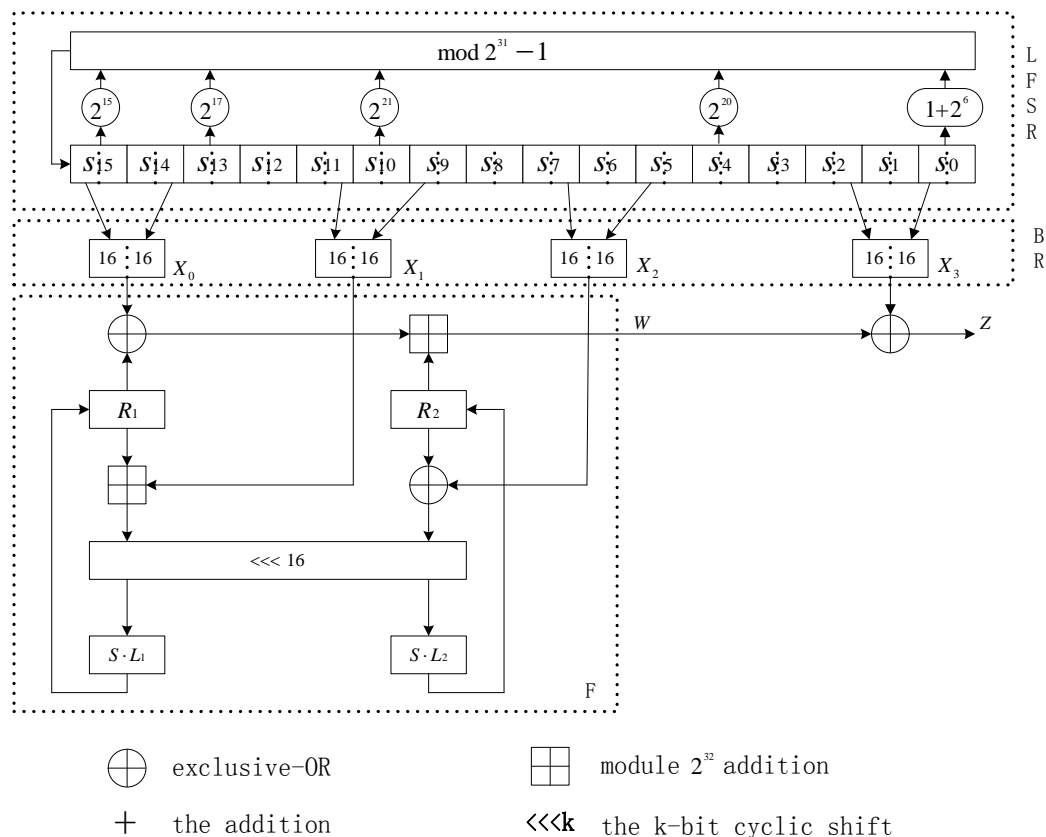 mod 2^31 − 1
L
F
S
R
2^15 2^17 2^21 2^20 1+2^6
S15 S14 S13 S12 S11 S10 S9 S8 S7 S6 S5 S4 S3 S2 S1 S0
16 16 X0 16 16 X1 16 16 X2 16 16 X3
B
R
W Z
R1 R2
<<< 16
S·L1 S·L2
F
exclusive-OR
module 2^32 addition
+ the addition
<<<k the k-bit cyclic shift